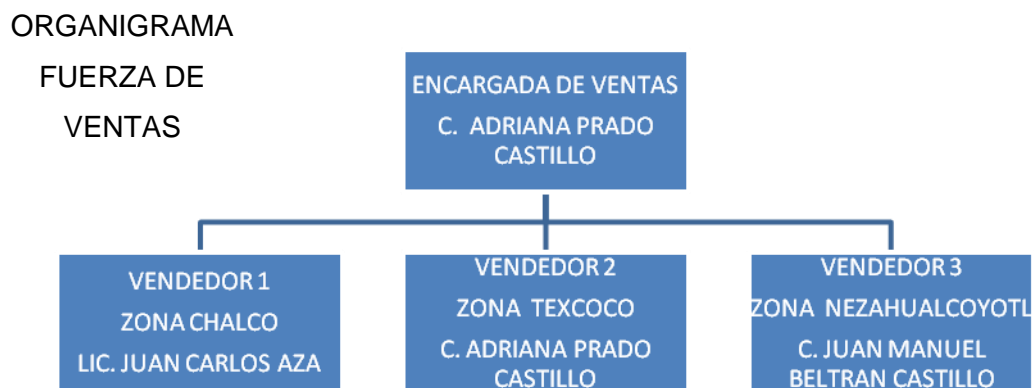 ORGANIGRAMA
FUERZA DE
VENTAS
ENCARGADA DE VENTAS
C. ADRIANA PRADO
CASTILLO
VENDEDOR 1
ZONA CHALCO
LIC. JUAN CARLOS AZA
VENDEDOR 2
ZONA TEXCOCO
C. ADRIANA PRADO
CASTILLO
VENDEDOR 3
ZONA NEZAHUALCOYOTL
C. JUAN MANUEL
BELTRAN CASTILLO